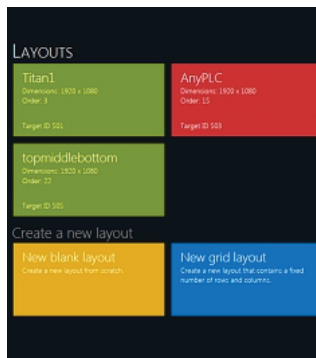 LAYOUTS
Titan1
Dimensions: 1920 x 1080
Order: 3
Target ID 501
AnyPLC
Dimensions: 1920 x 1080
Order: 15
Target ID 503
topmiddlebottom
Dimensions: 1920 x 1080
Order: 22
Target ID 505
Create a new layout
New blank layout
Create a new layout from scratch.
New grid layout
Create a new layout that contains a fixed
number of rows and columns.